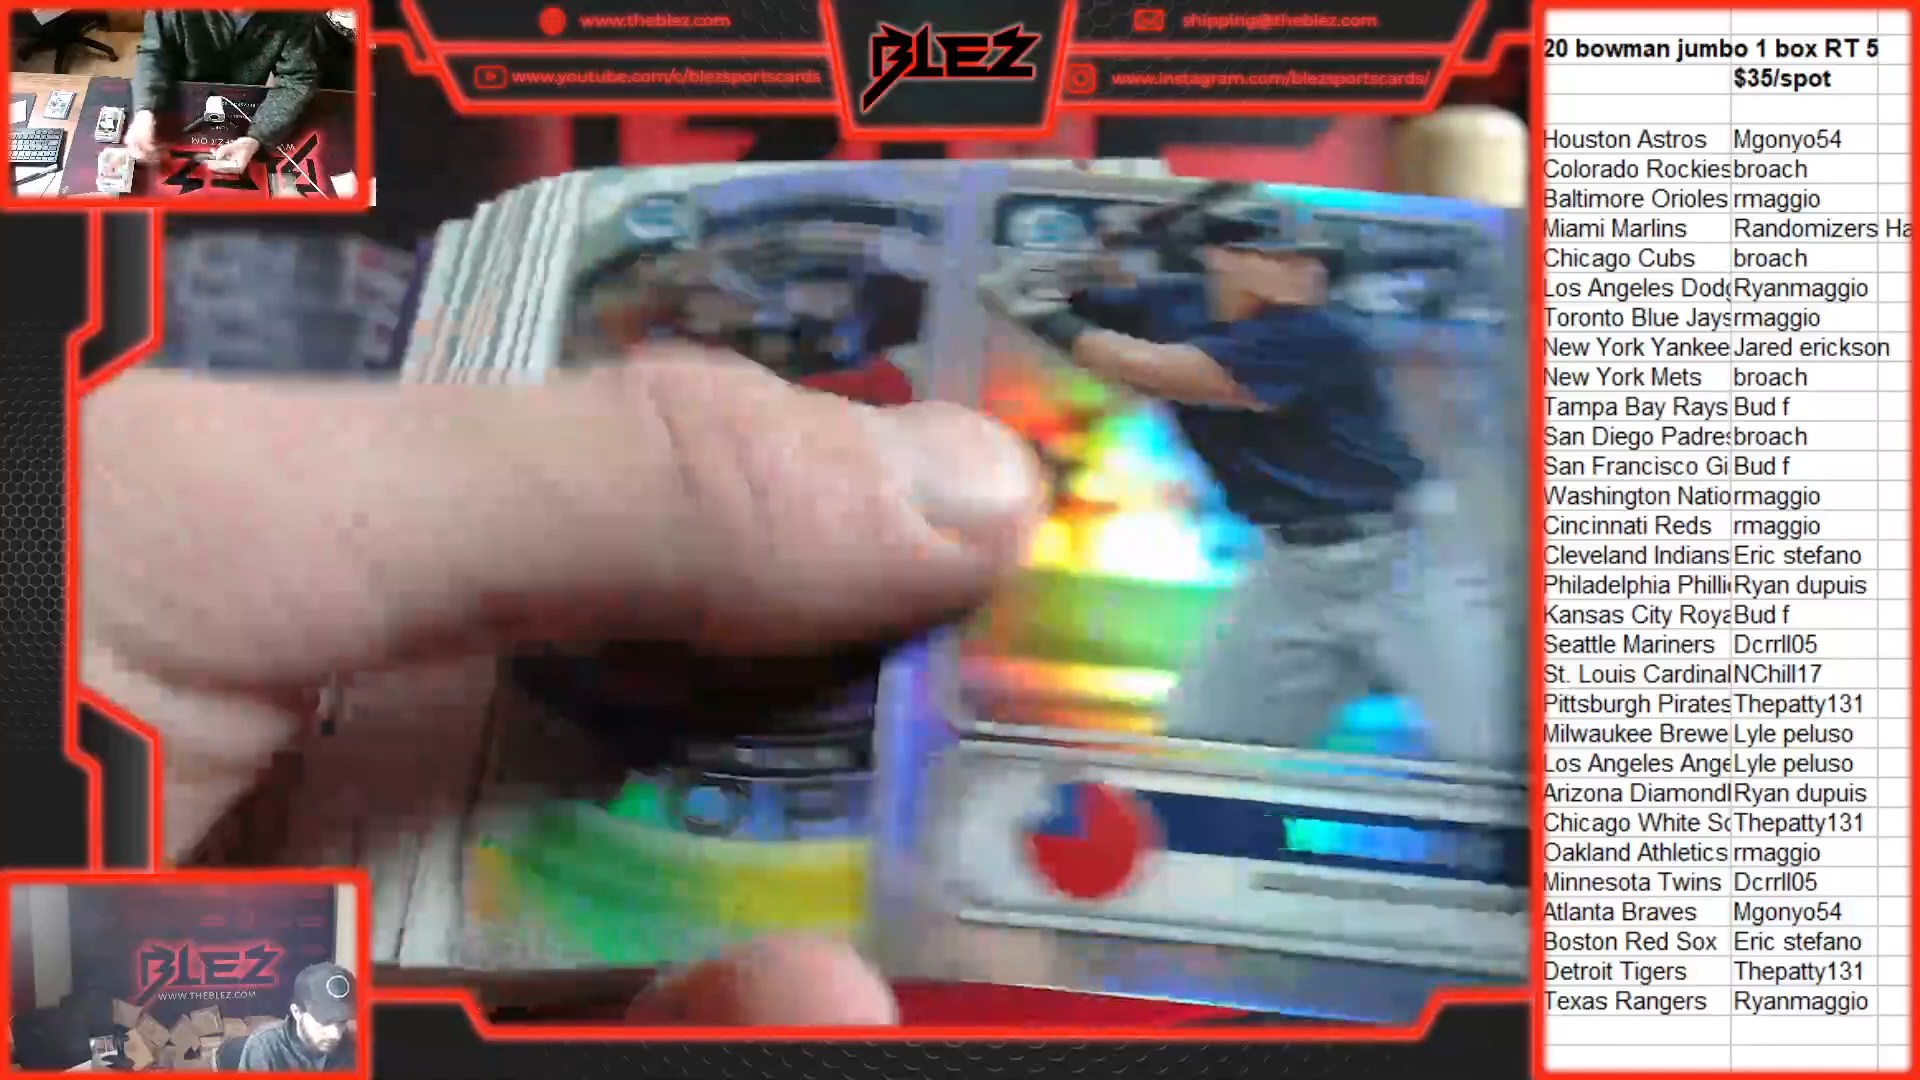 www.theblez.com
BLEZ
shipping@theblez.com
www.youtube.com/c/blezsportscards
www.instagram.com/blezsportscards/
20 bowman jumbo 1 box RT 5
$35/spot
Houston Astros Mgonyo54
Colorado Rockies broach
Baltimore Orioles rmaggio
Miami Marlins Randomizers Ha
Chicago Cubs broach
Los Angeles Dod Ryanmaggio
Toronto Blue Jays rmaggio
New York Yankee Jared erickson
New York Mets broach
Tampa Bay Rays Bud f
San Diego Padres broach
San Francisco Gi Bud f
Washington Natio rmaggio
Cincinnati Reds rmaggio
Cleveland Indians Eric stefano
Philadelphia Philli Ryan dupuis
Kansas City Roya Bud f
Seattle Mariners Dcrrll05
St. Louis Cardinal NChill17
Pittsburgh Pirates Thepatty131
Milwaukee Brewe Lyle peluso
Los Angeles Ange Lyle peluso
Arizona Diamond Ryan dupuis
Chicago White So Thepatty131
Oakland Athletics rmaggio
Minnesota Twins Dcrrll05
Atlanta Braves Mgonyo54
Boston Red Sox Eric stefano
Detroit Tigers Thepatty131
Texas Rangers Ryanmaggio
BLEZ
WWW.THEBLEZ.COM